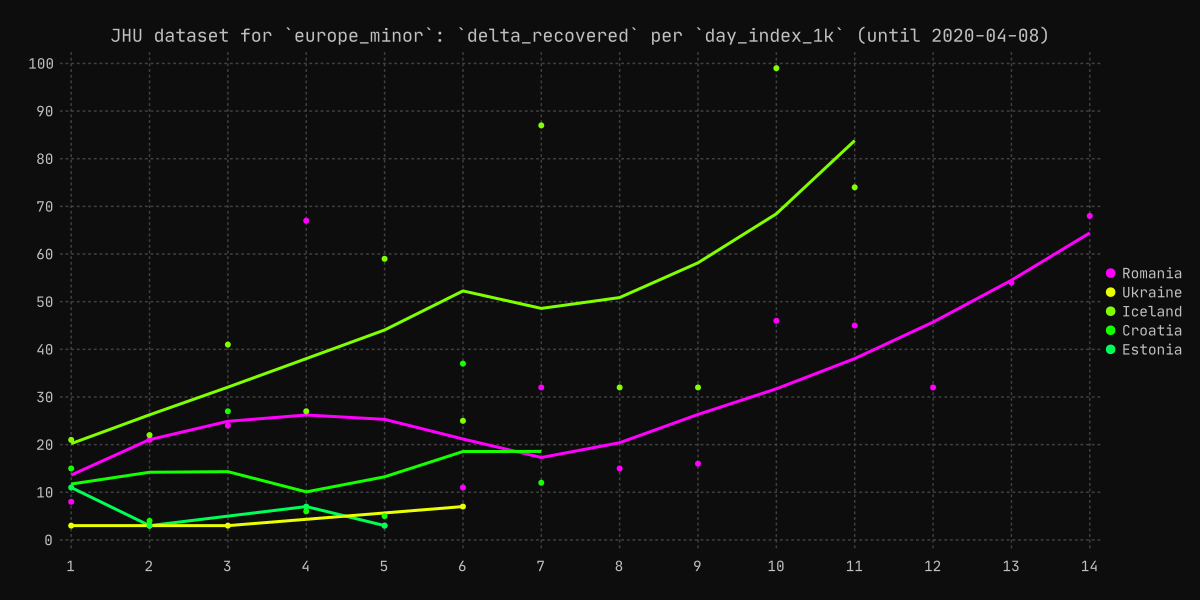 JHU dataset for `europe_minor`: `delta_recovered` per `day_index_1k` (until 2020-04-08)
100
90
80
70
60
50
40
30
20
10
0
1 2 3 4 5 6 7 8 9 10 11 12 13 14
Romania
Ukraine
Iceland
Croatia
Estonia